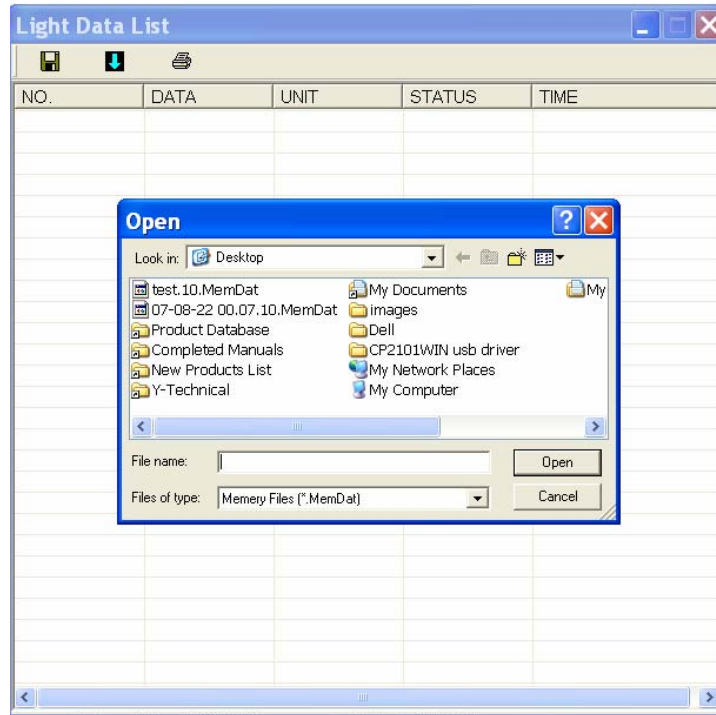 Light Data List
NO. DATA UNIT STATUS TIME
Open
Look in: Desktop
test.10.MemDat My Documents My
07-08-22 00.07.10.MemDat images
Product Database Dell
Completed Manuals CP2101WIN usb driver
New Products List My Network Places
Y-Technical My Computer
File name: Open
Files of type: Memery Files (*.MemDat) Cancel